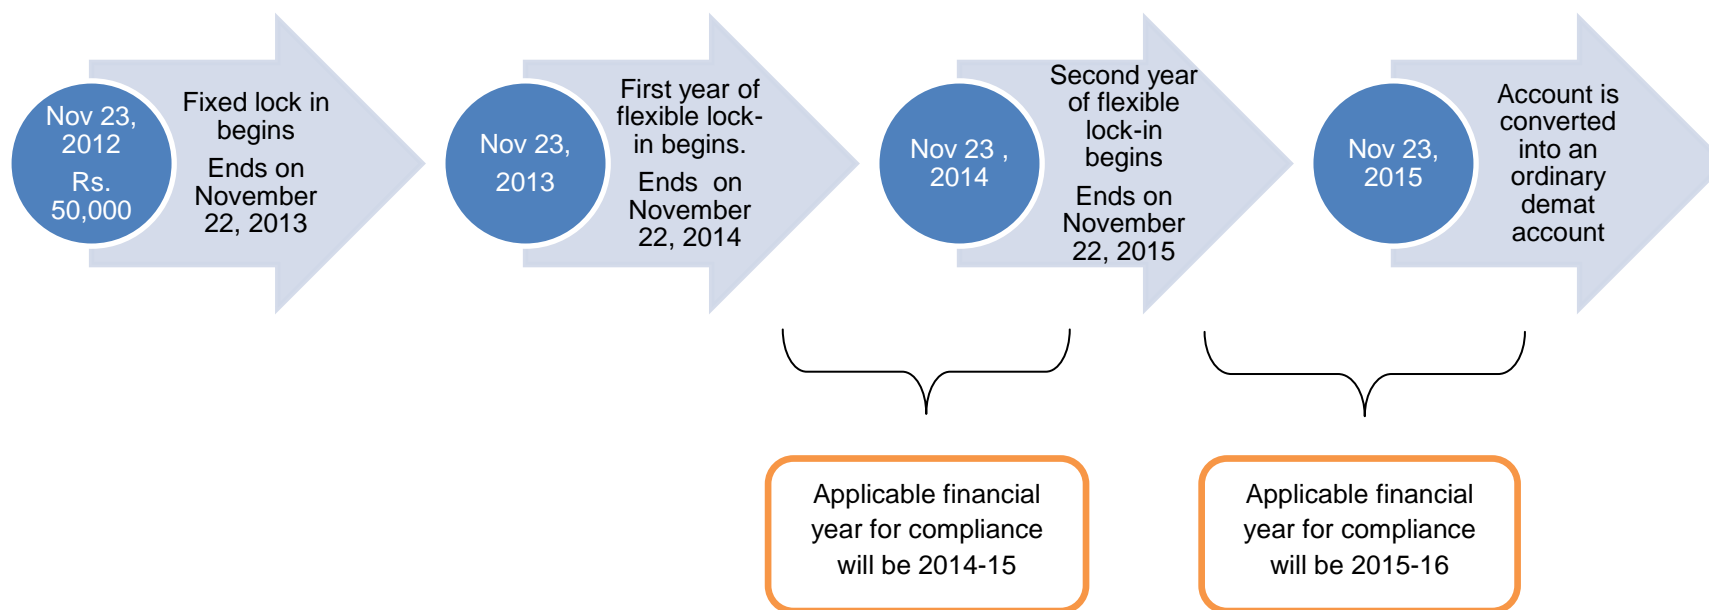 Nov 23,
2012
Rs.
50,000
Fixed lock in
begins
Ends on
November
22, 2013
Nov 23,
2013
First year of
flexible lock-
in begins.
Ends on
November
22, 2014
Nov 23 ,
2014
Second year
of flexible
lock-in
begins
Ends on
November
22, 2015
Nov 23,
2015
Account is
converted
into an
ordinary
demat
account
Applicable financial
year for compliance
will be 2014-15
Applicable financial
year for compliance
will be 2015-16